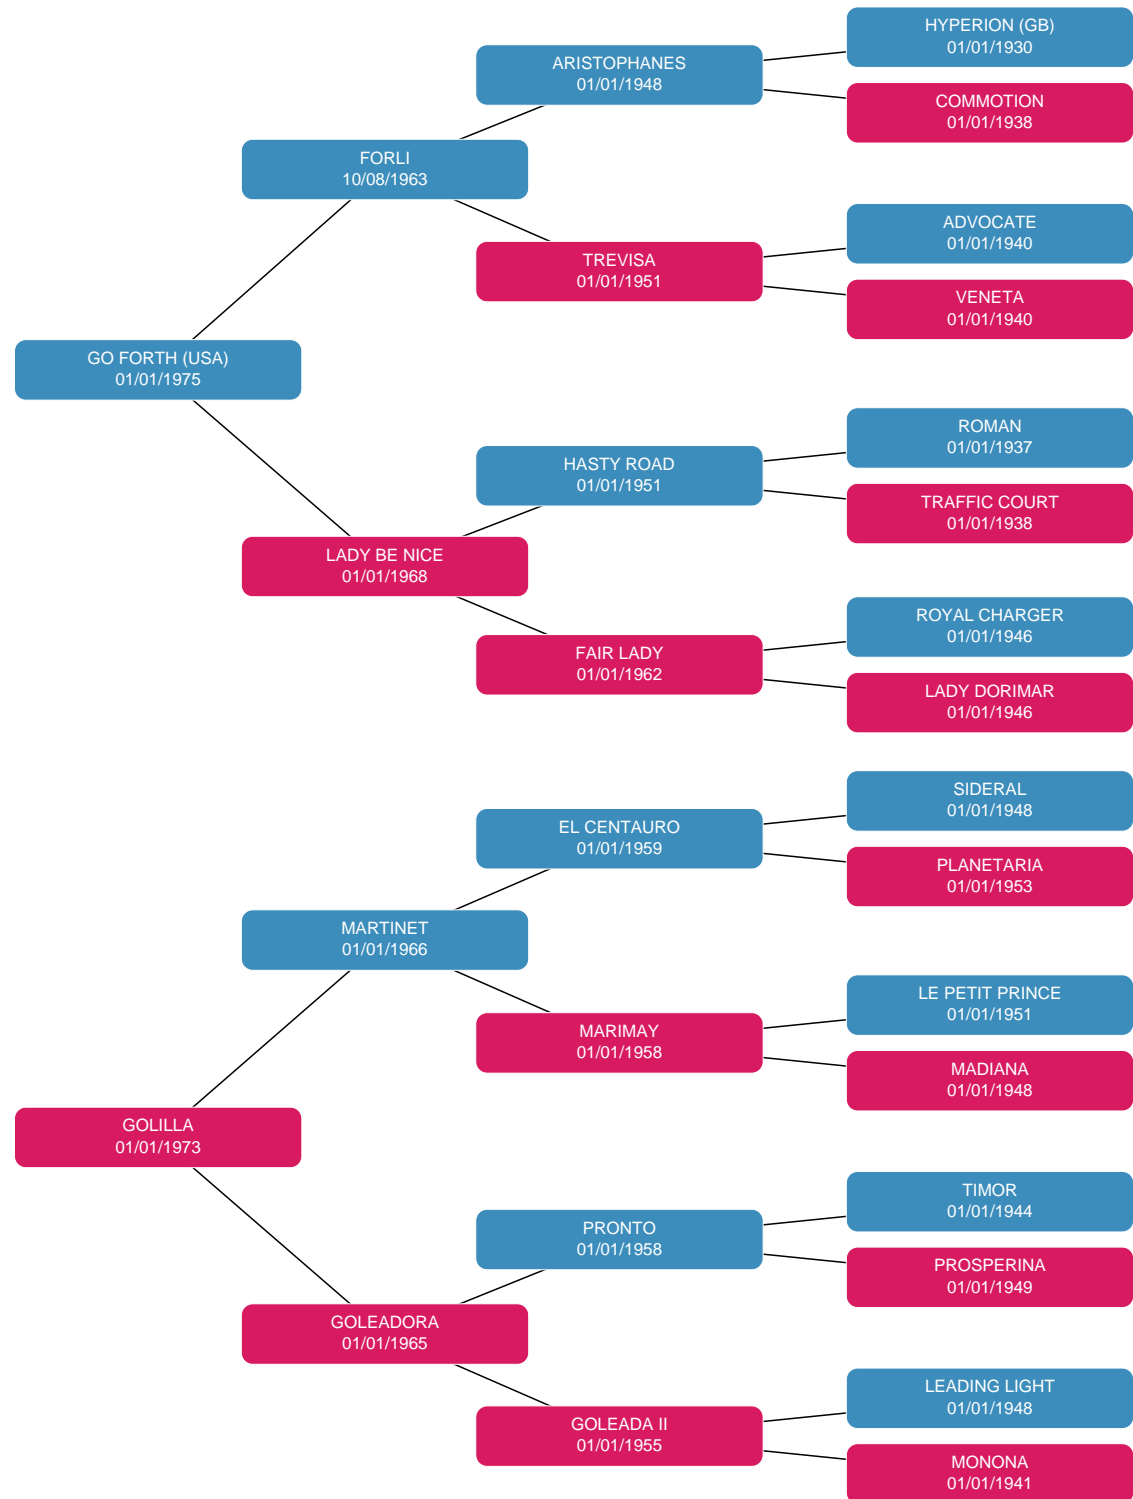 HYPERION (GB)
01/01/1930
ARISTOPHANES
01/01/1948
COMMOTION
01/01/1938
FORLI
10/08/1963
ADVOCATE
01/01/1940
TREVISA
01/01/1951
VENETA
01/01/1940
GO FORTH (USA)
01/01/1975
ROMAN
01/01/1937
HASTY ROAD
01/01/1951
TRAFFIC COURT
01/01/1938
LADY BE NICE
01/01/1968
ROYAL CHARGER
01/01/1946
FAIR LADY
01/01/1962
LADY DORIMAR
01/01/1946
SIDERAL
01/01/1948
EL CENTAURO
01/01/1959
PLANETARIA
01/01/1953
MARTINET
01/01/1966
LE PETIT PRINCE
01/01/1951
MARIMAY
01/01/1958
MADIANA
01/01/1948
GOLILLA
01/01/1973
TIMOR
01/01/1944
PRONTO
01/01/1958
PROSPERINA
01/01/1949
GOLEADORA
01/01/1965
LEADING LIGHT
01/01/1948
GOLEADA II
01/01/1955
MONONA
01/01/1941